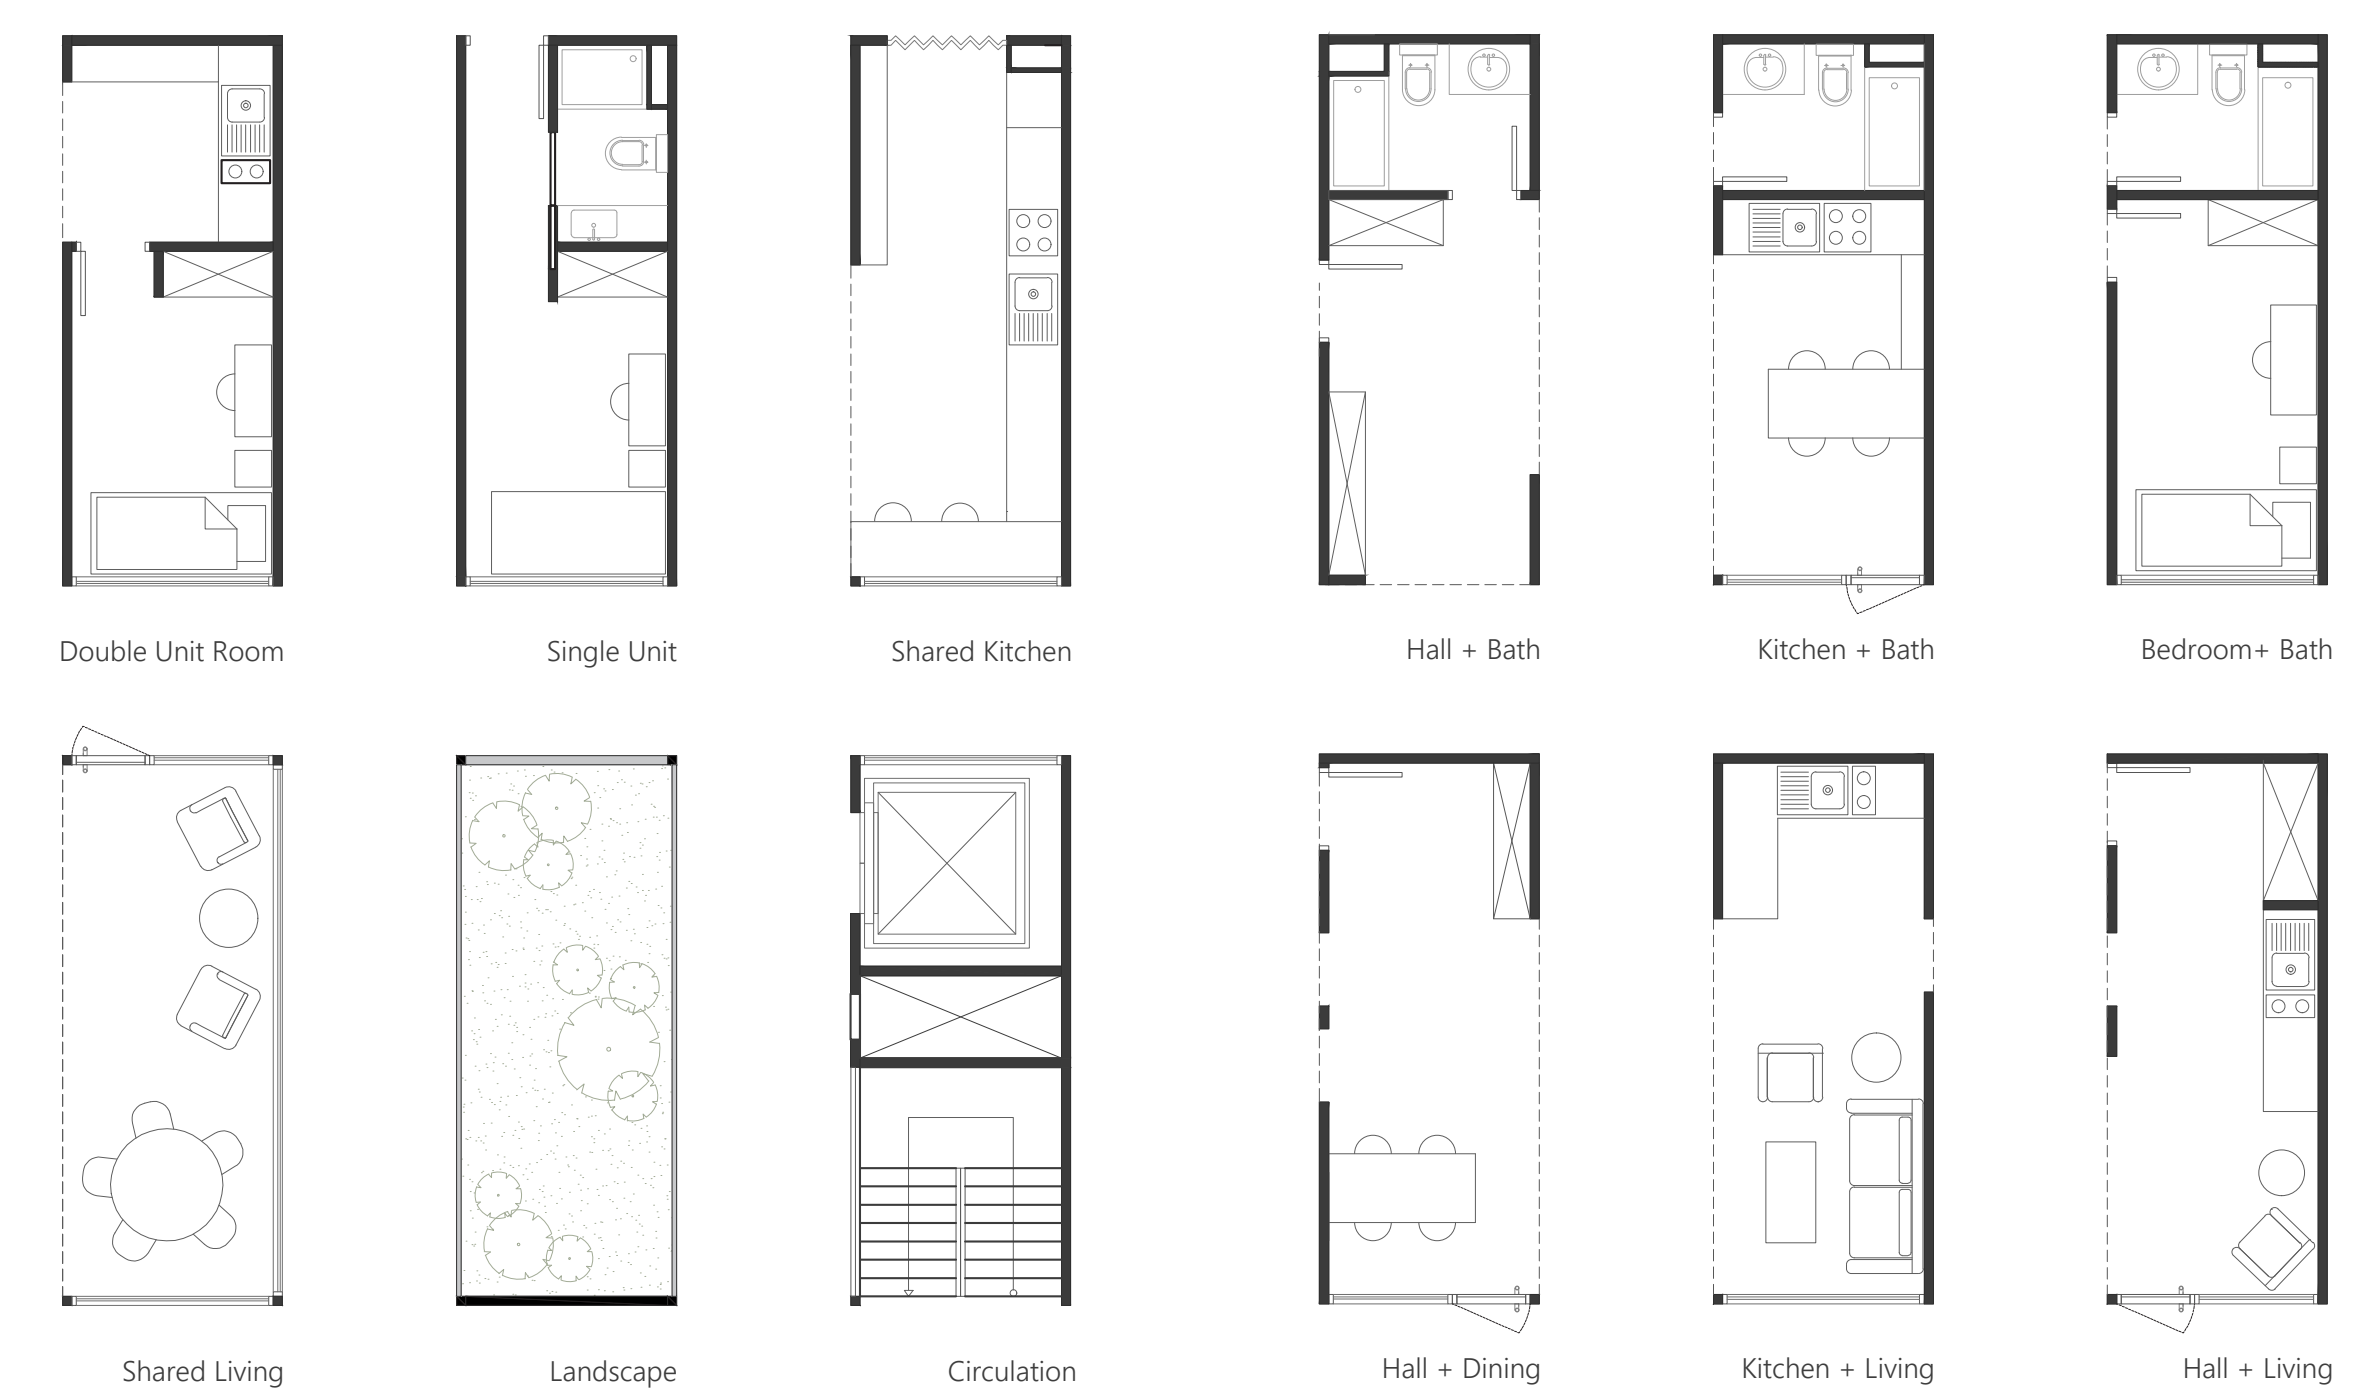 Double Unit Room
Single Unit
Shared Kitchen
Hall + Bath
Kitchen + Bath
Bedroom+ Bath
Shared Living
Landscape
Circulation
Hall + Dining
Kitchen + Living
Hall + Living